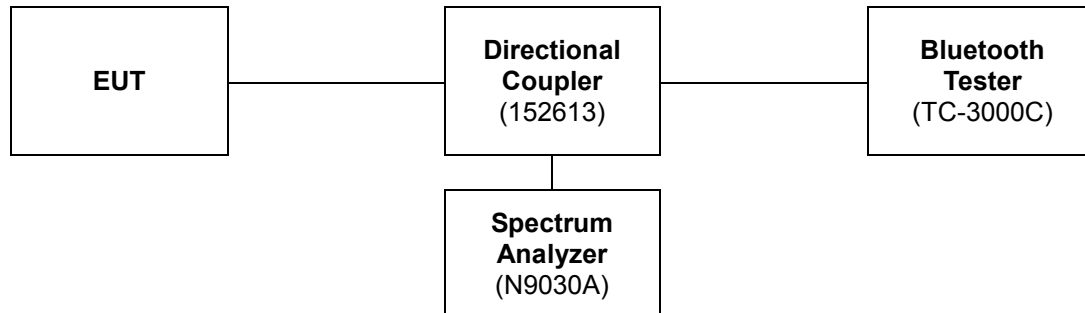 EUT
Directional
Coupler
(152613)
Bluetooth
Tester
(TC-3000C)
Spectrum
Analyzer
(N9030A)